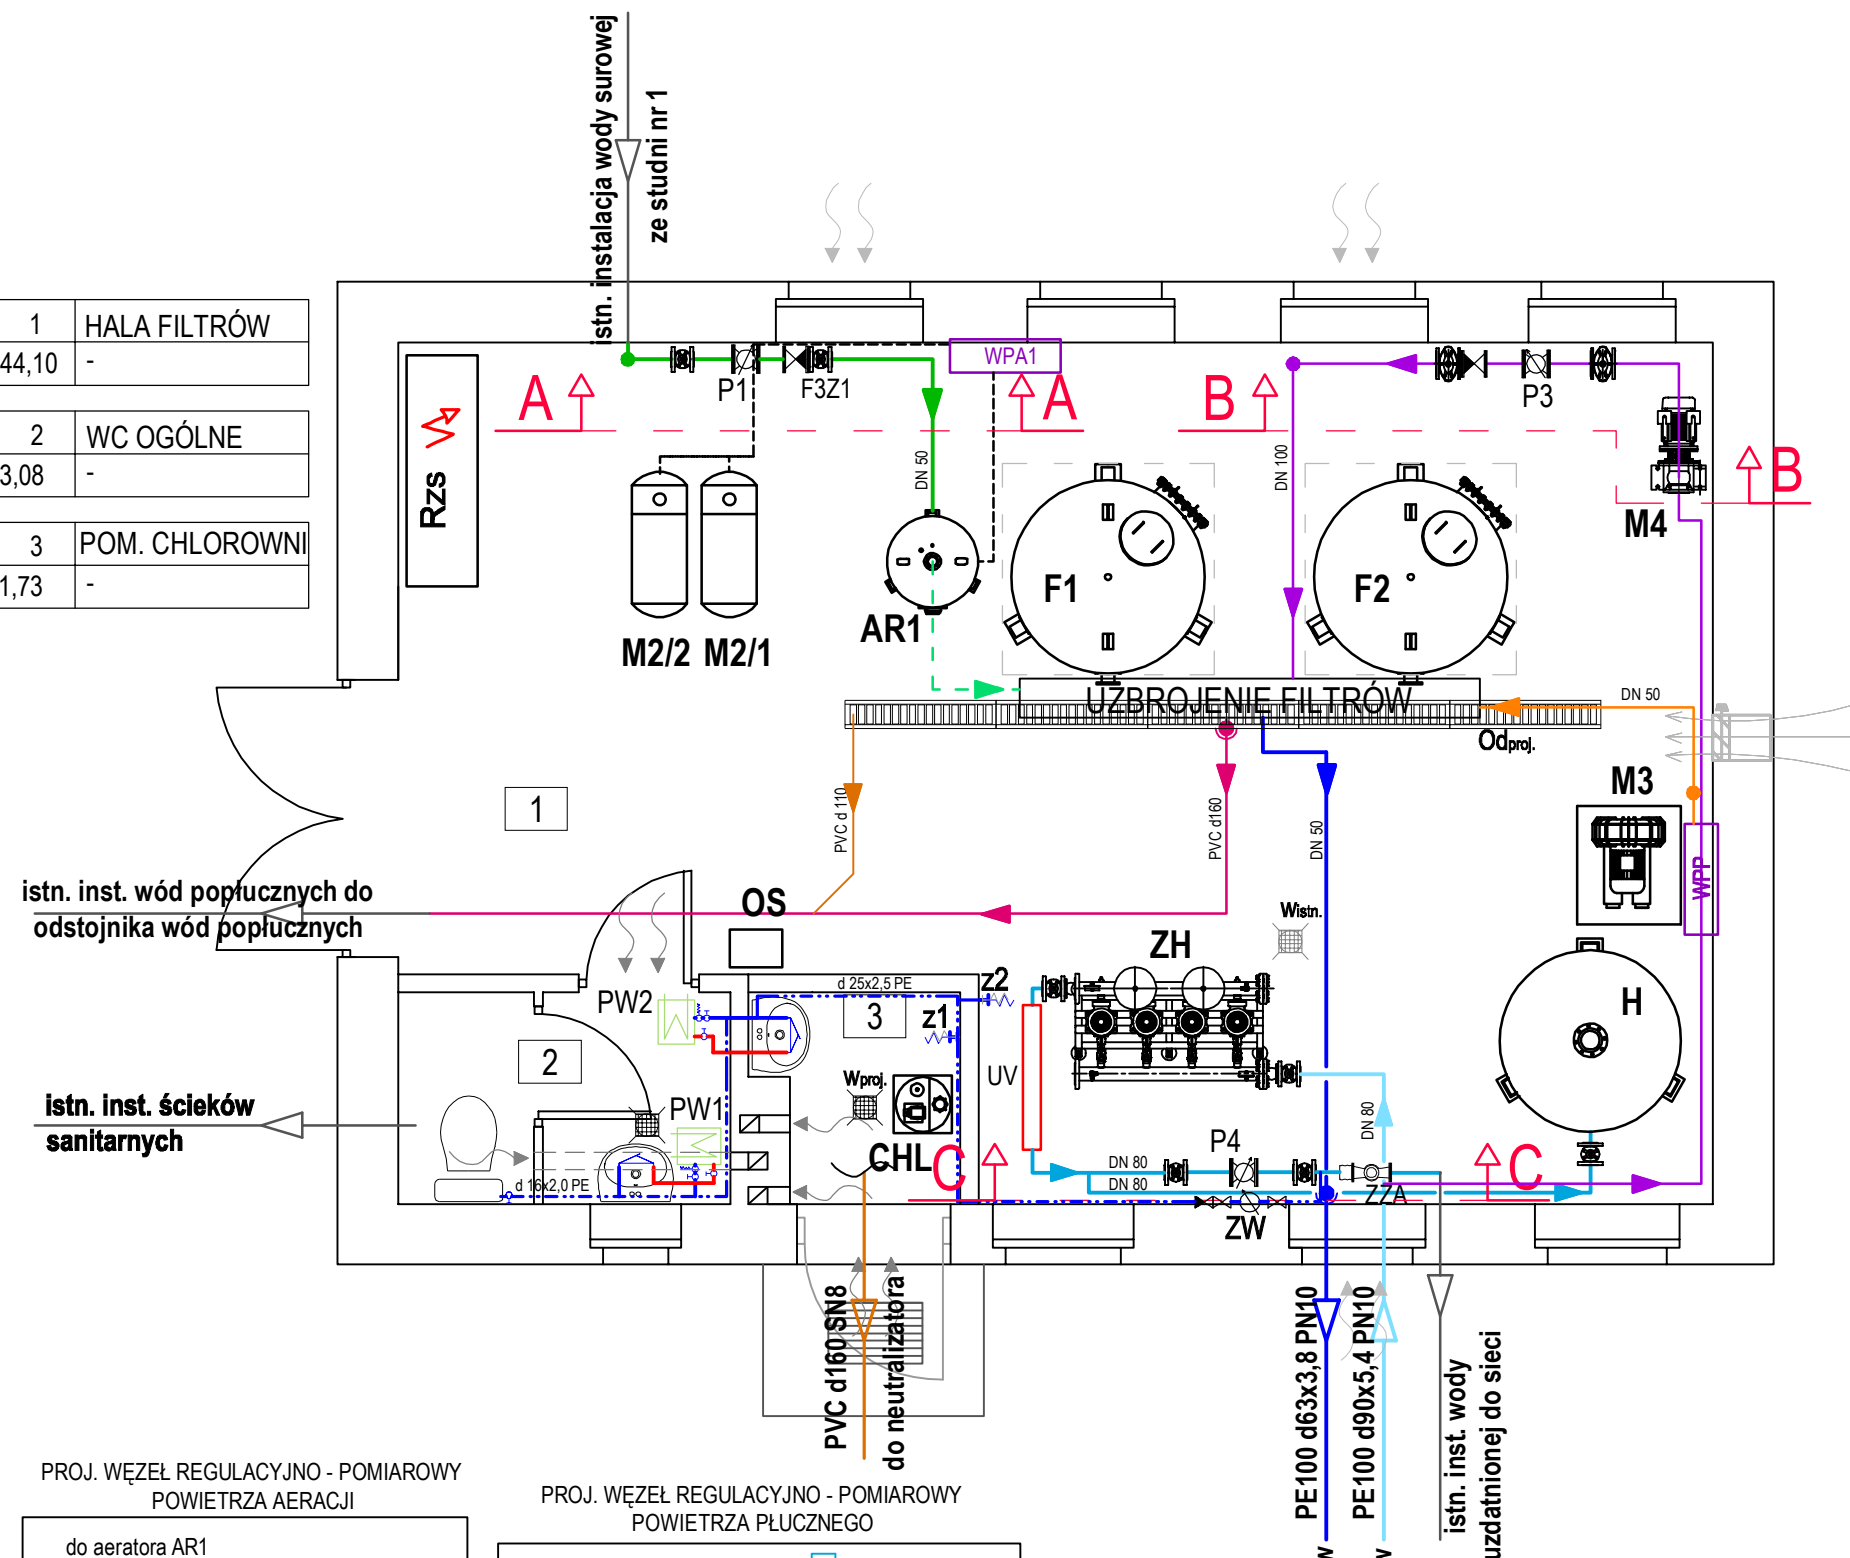 istn. instalacja wody surowej
ze studni nr 1
1 HALA FILTRÓW
44,10 -
2 WC OGÓLNE
3,08 -
3 POM. CHLOROWNI
1,73 -
WPA1
P1
F3Z1
P3
A
A
B
B
Rzs
DN 50
DN 100
M4
F1
F2
AR1
M2/2
M2/1
UZBROJENIE FILTRÓW
DN 50
Odproj.
M3
1
PVC d 110
PVC d160
DN 50
WPP
istn. inst. wód popłucznych do
odstojnika wód popłucznych
OS
Wistn.
ZH
z2
d 25x2,5 PE
PW2
3
z1
H
2
UV
Wproj.
istn. inst. ścieków
sanitarnych
PW1
DN 80
P4
CHL
C
DN 80
DN 80
C
d 16x2,0 PE
ZZA
ZW
PVC d160 SN8
do neutralizatora
PE100 d63x3,8 PN10
PE100 d90x5,4 PN10
istn. inst. wody
uzdatnionej do sieci
PROJ. WĘZEŁ REGULACYJNO - POMIAROWY
POWIETRZA AERACJI
PROJ. WĘZEŁ REGULACYJNO - POMIAROWY
POWIETRZA PŁUCZNEGO
do aeratora AR1